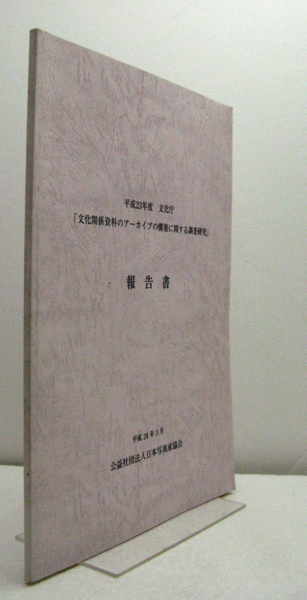 平成23年度 文化庁
「文化関係資料のアーカイブの構築に関する調査研究」
報告書
平成 24 年 3 月
公益社団法人日本写真家協会